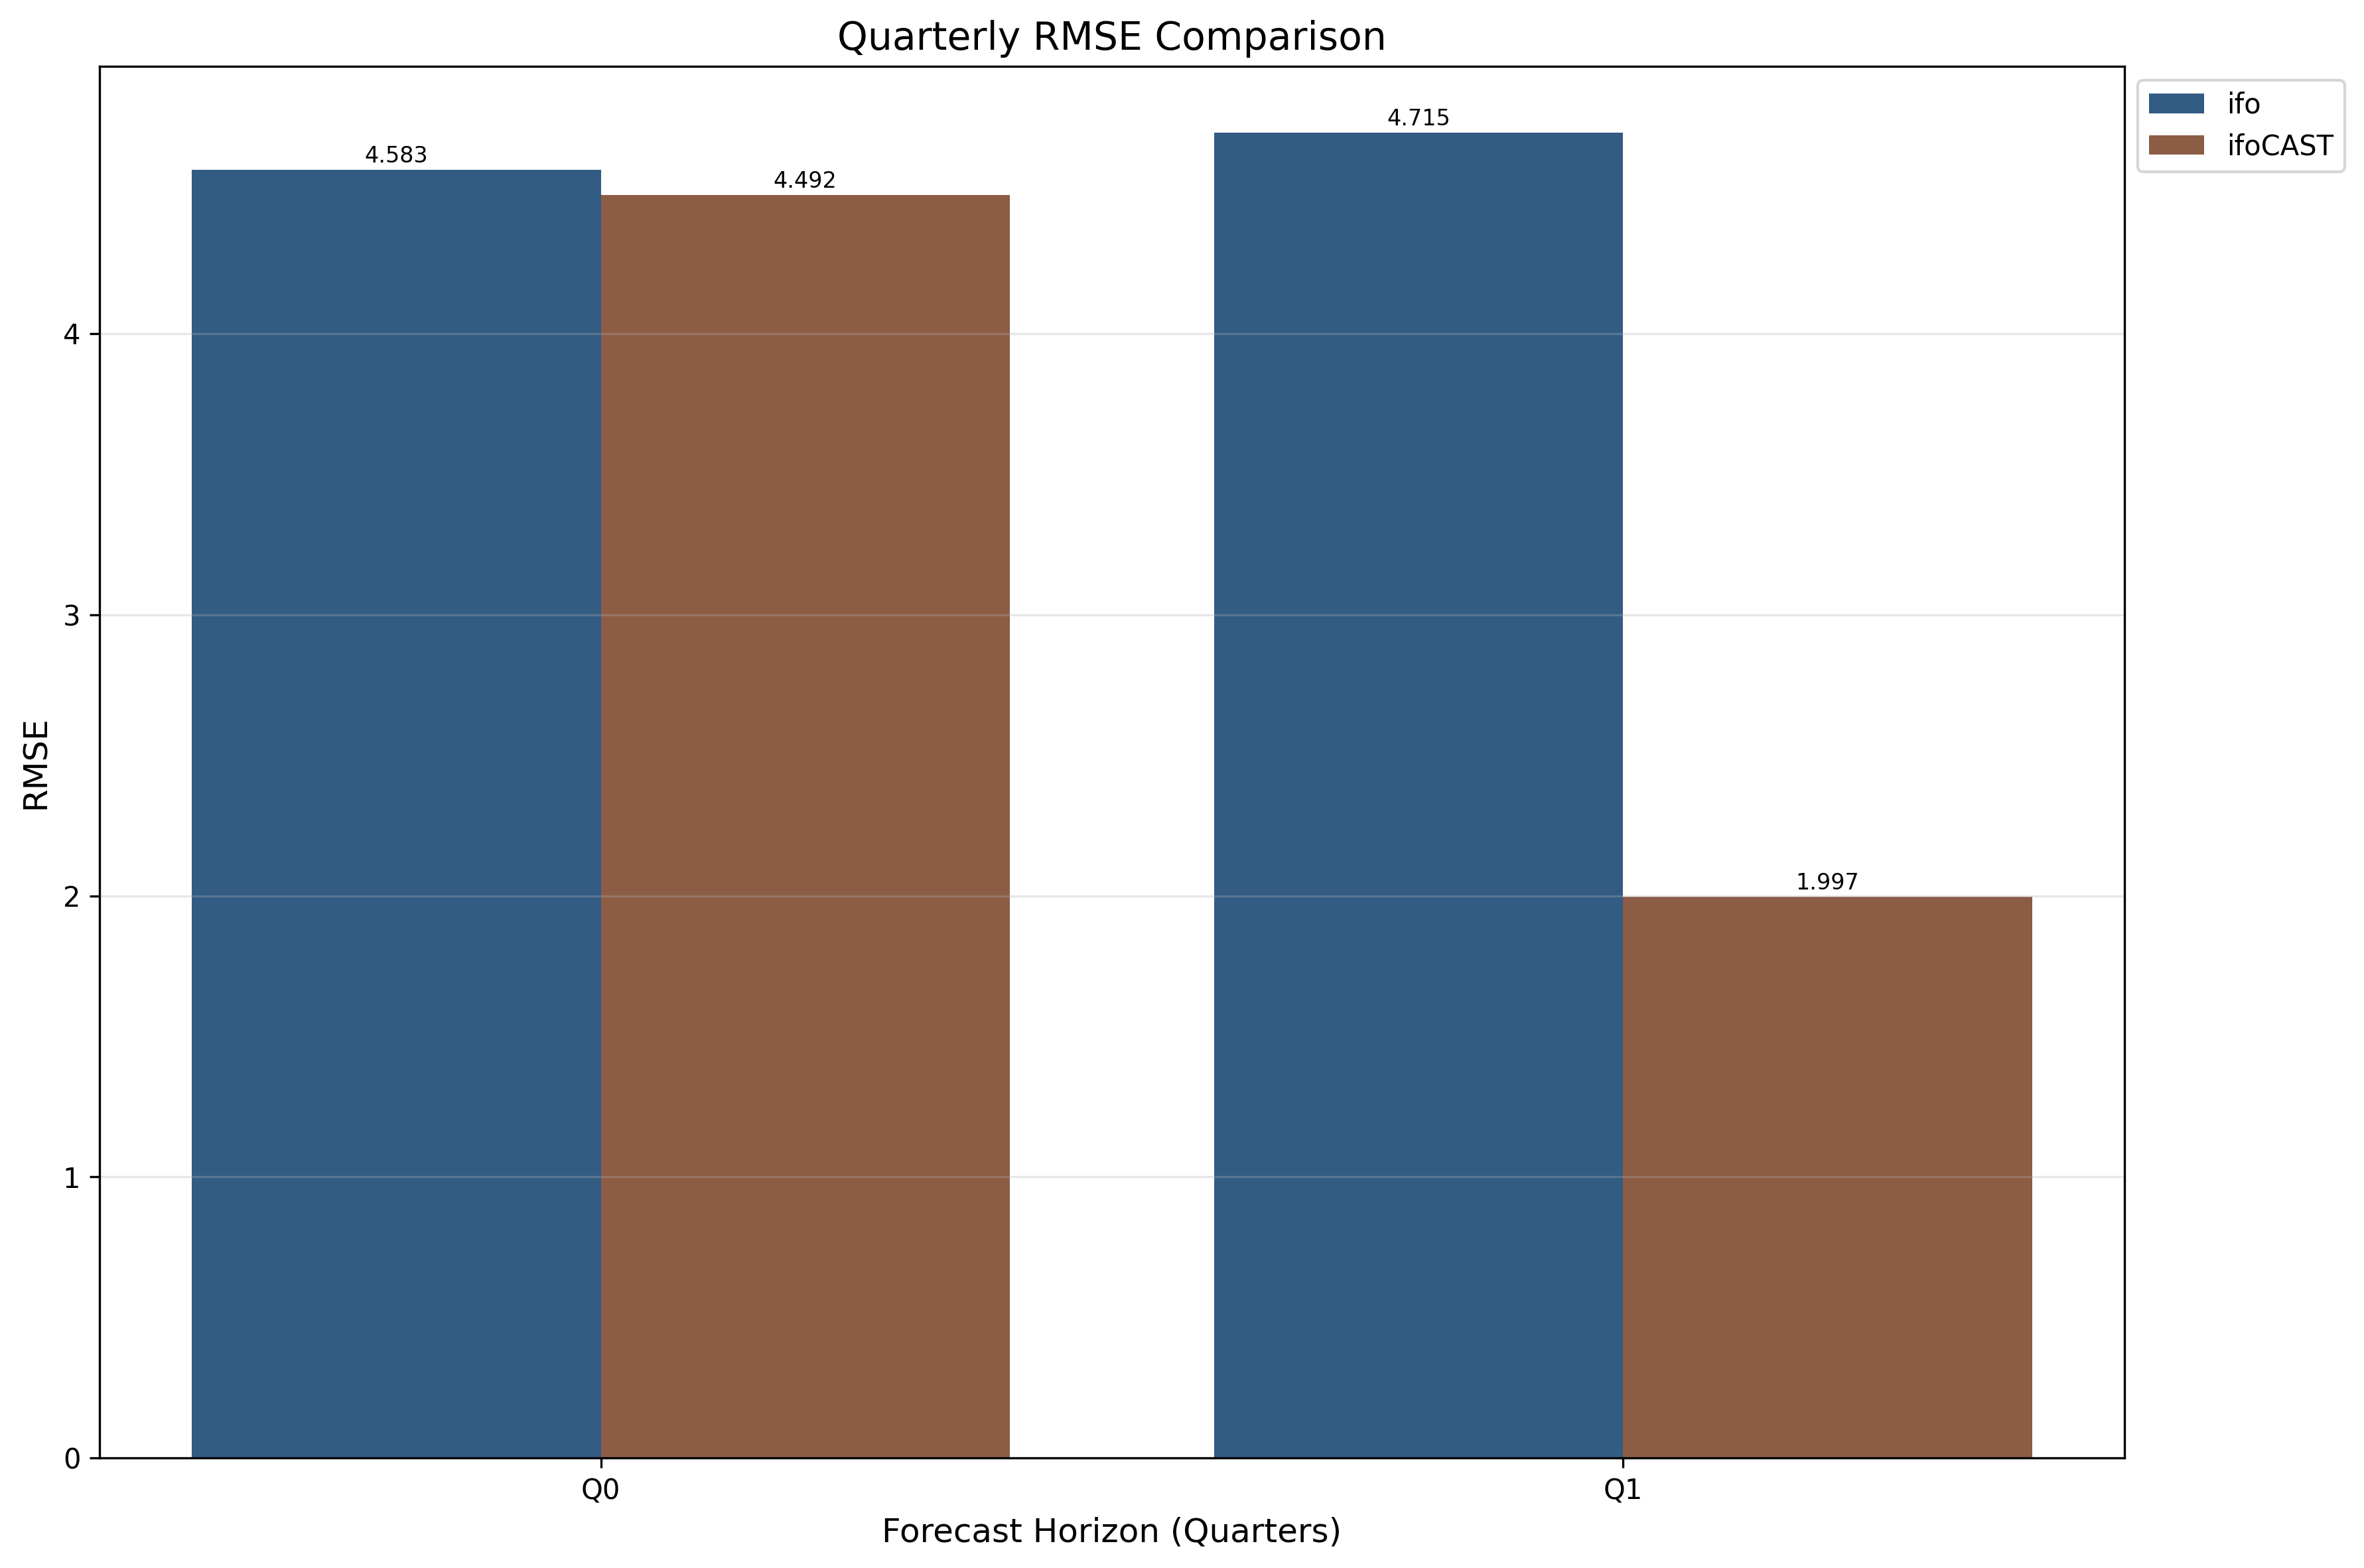 Quarterly RMSE Comparison
ifo
ifoCAST
4.583
4.492
4.715
1.997
4
3
2
1
0
RMSE
Q0
Q1
Forecast Horizon (Quarters)